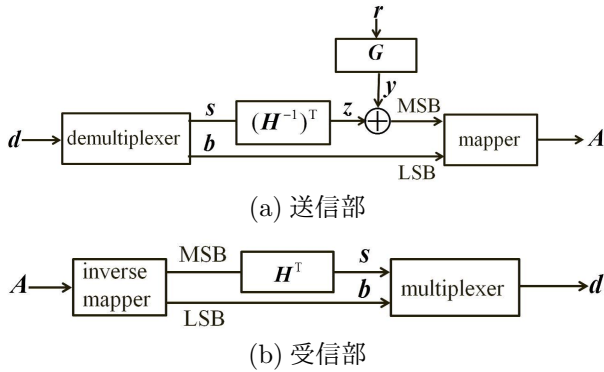 r
G
y
s
(H⁻¹)ᵀ
z
MSB
d
demultiplexer
b
mapper
A
LSB
(a) 送信部
MSB
Hᵀ
s
A
inverse
mapper
b
multiplexer
d
LSB
(b) 受信部